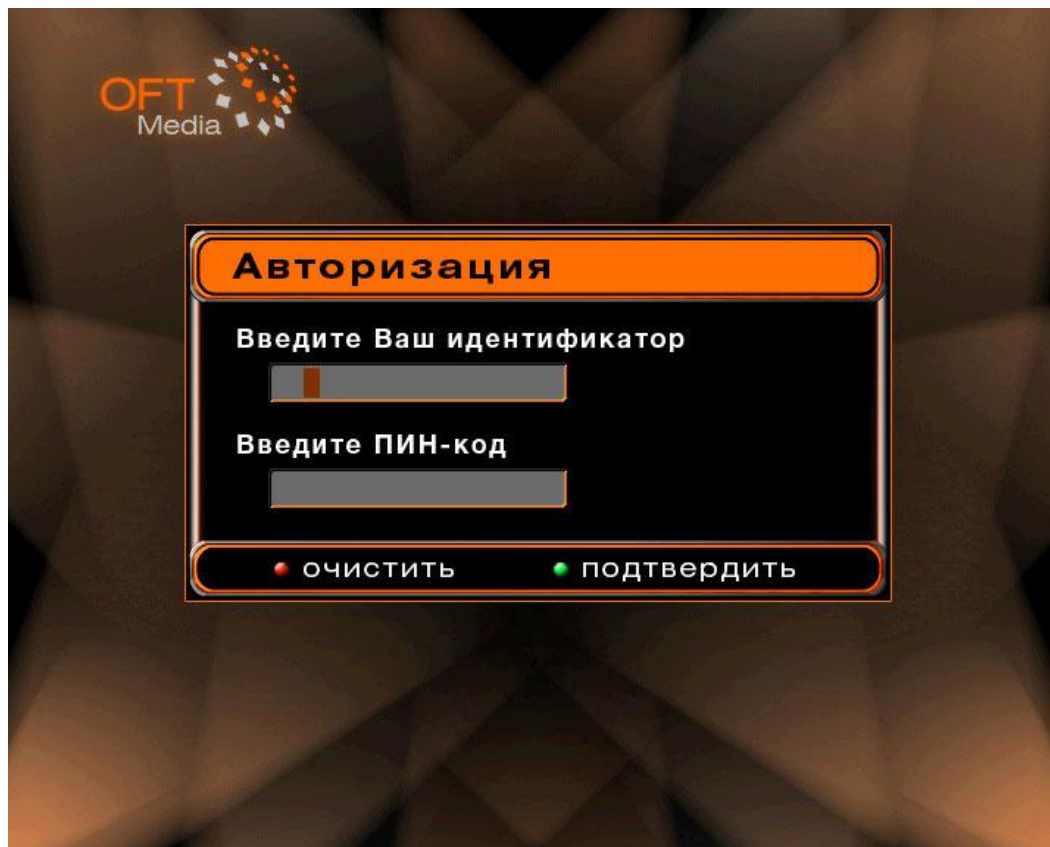 OFT
Media
Авторизация
Введите Ваш идентификатор
Введите ПИН-код
очистить подтвердить